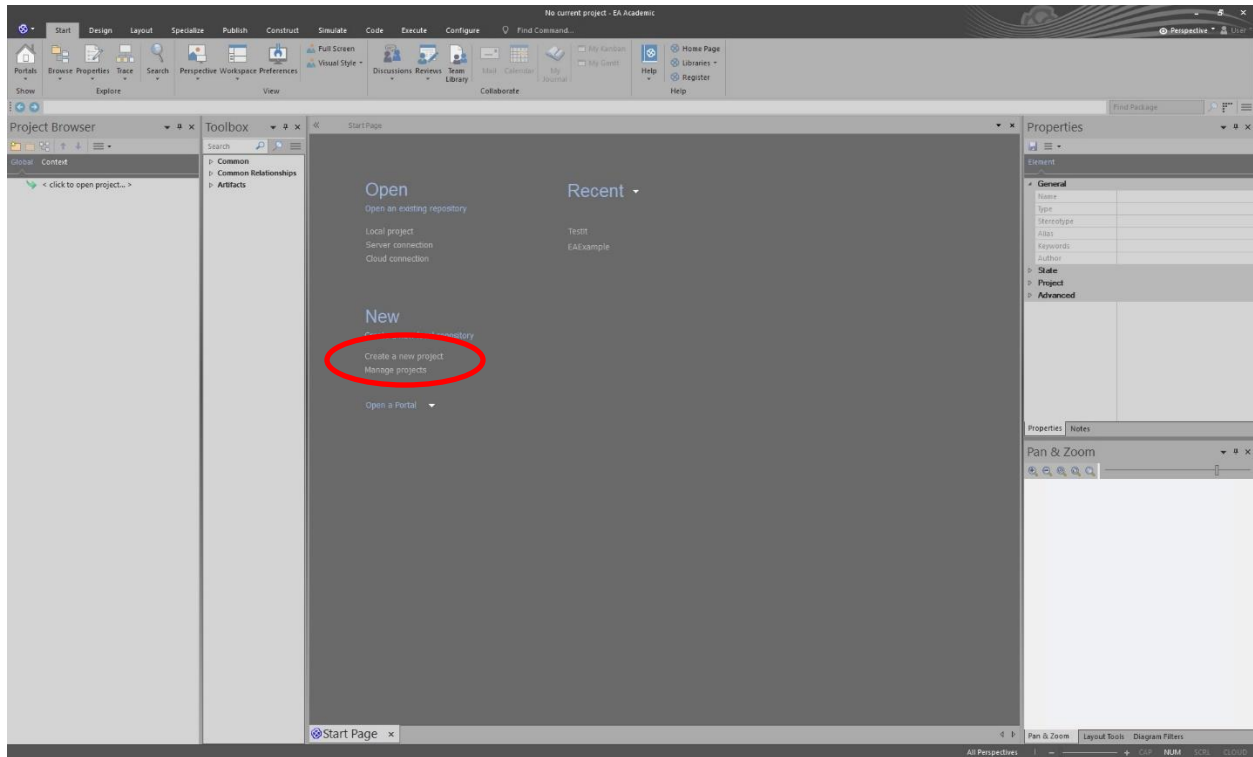 No current project - EA Academic
Start Design Layout Specialize Publish Construct Simulate Code Execute Configure Find Command...
Perspective User
Portals Browse Properties Trace Search Perspective Workspace Preferences
Full Screen
Visual Style
Discussions Reviews Team Library
Mail Calendar My Journal
My Kanban
My Gantt
Help
Home Page
Libraries
Register
Show Explore View Collaborate Help
Find Package
Project Browser
Global Context
< click to open project... >
Toolbox
Search
Common
Common Relationships
Artifacts
Start Page
Open
Open an existing repository
Local project
Server connection
Cloud connection
Recent
EAExample
New
Create a new project
Manage projects
Open a Portal
Start Page
Properties
Element
General
Name
Type
Stereotype
Alias
Keywords
Author
State
Project
Advanced
Properties Notes
Pan & Zoom
Pan & Zoom Layout Tools Diagram Filters
All Perspectives CAP NUM SCRL CLOUD